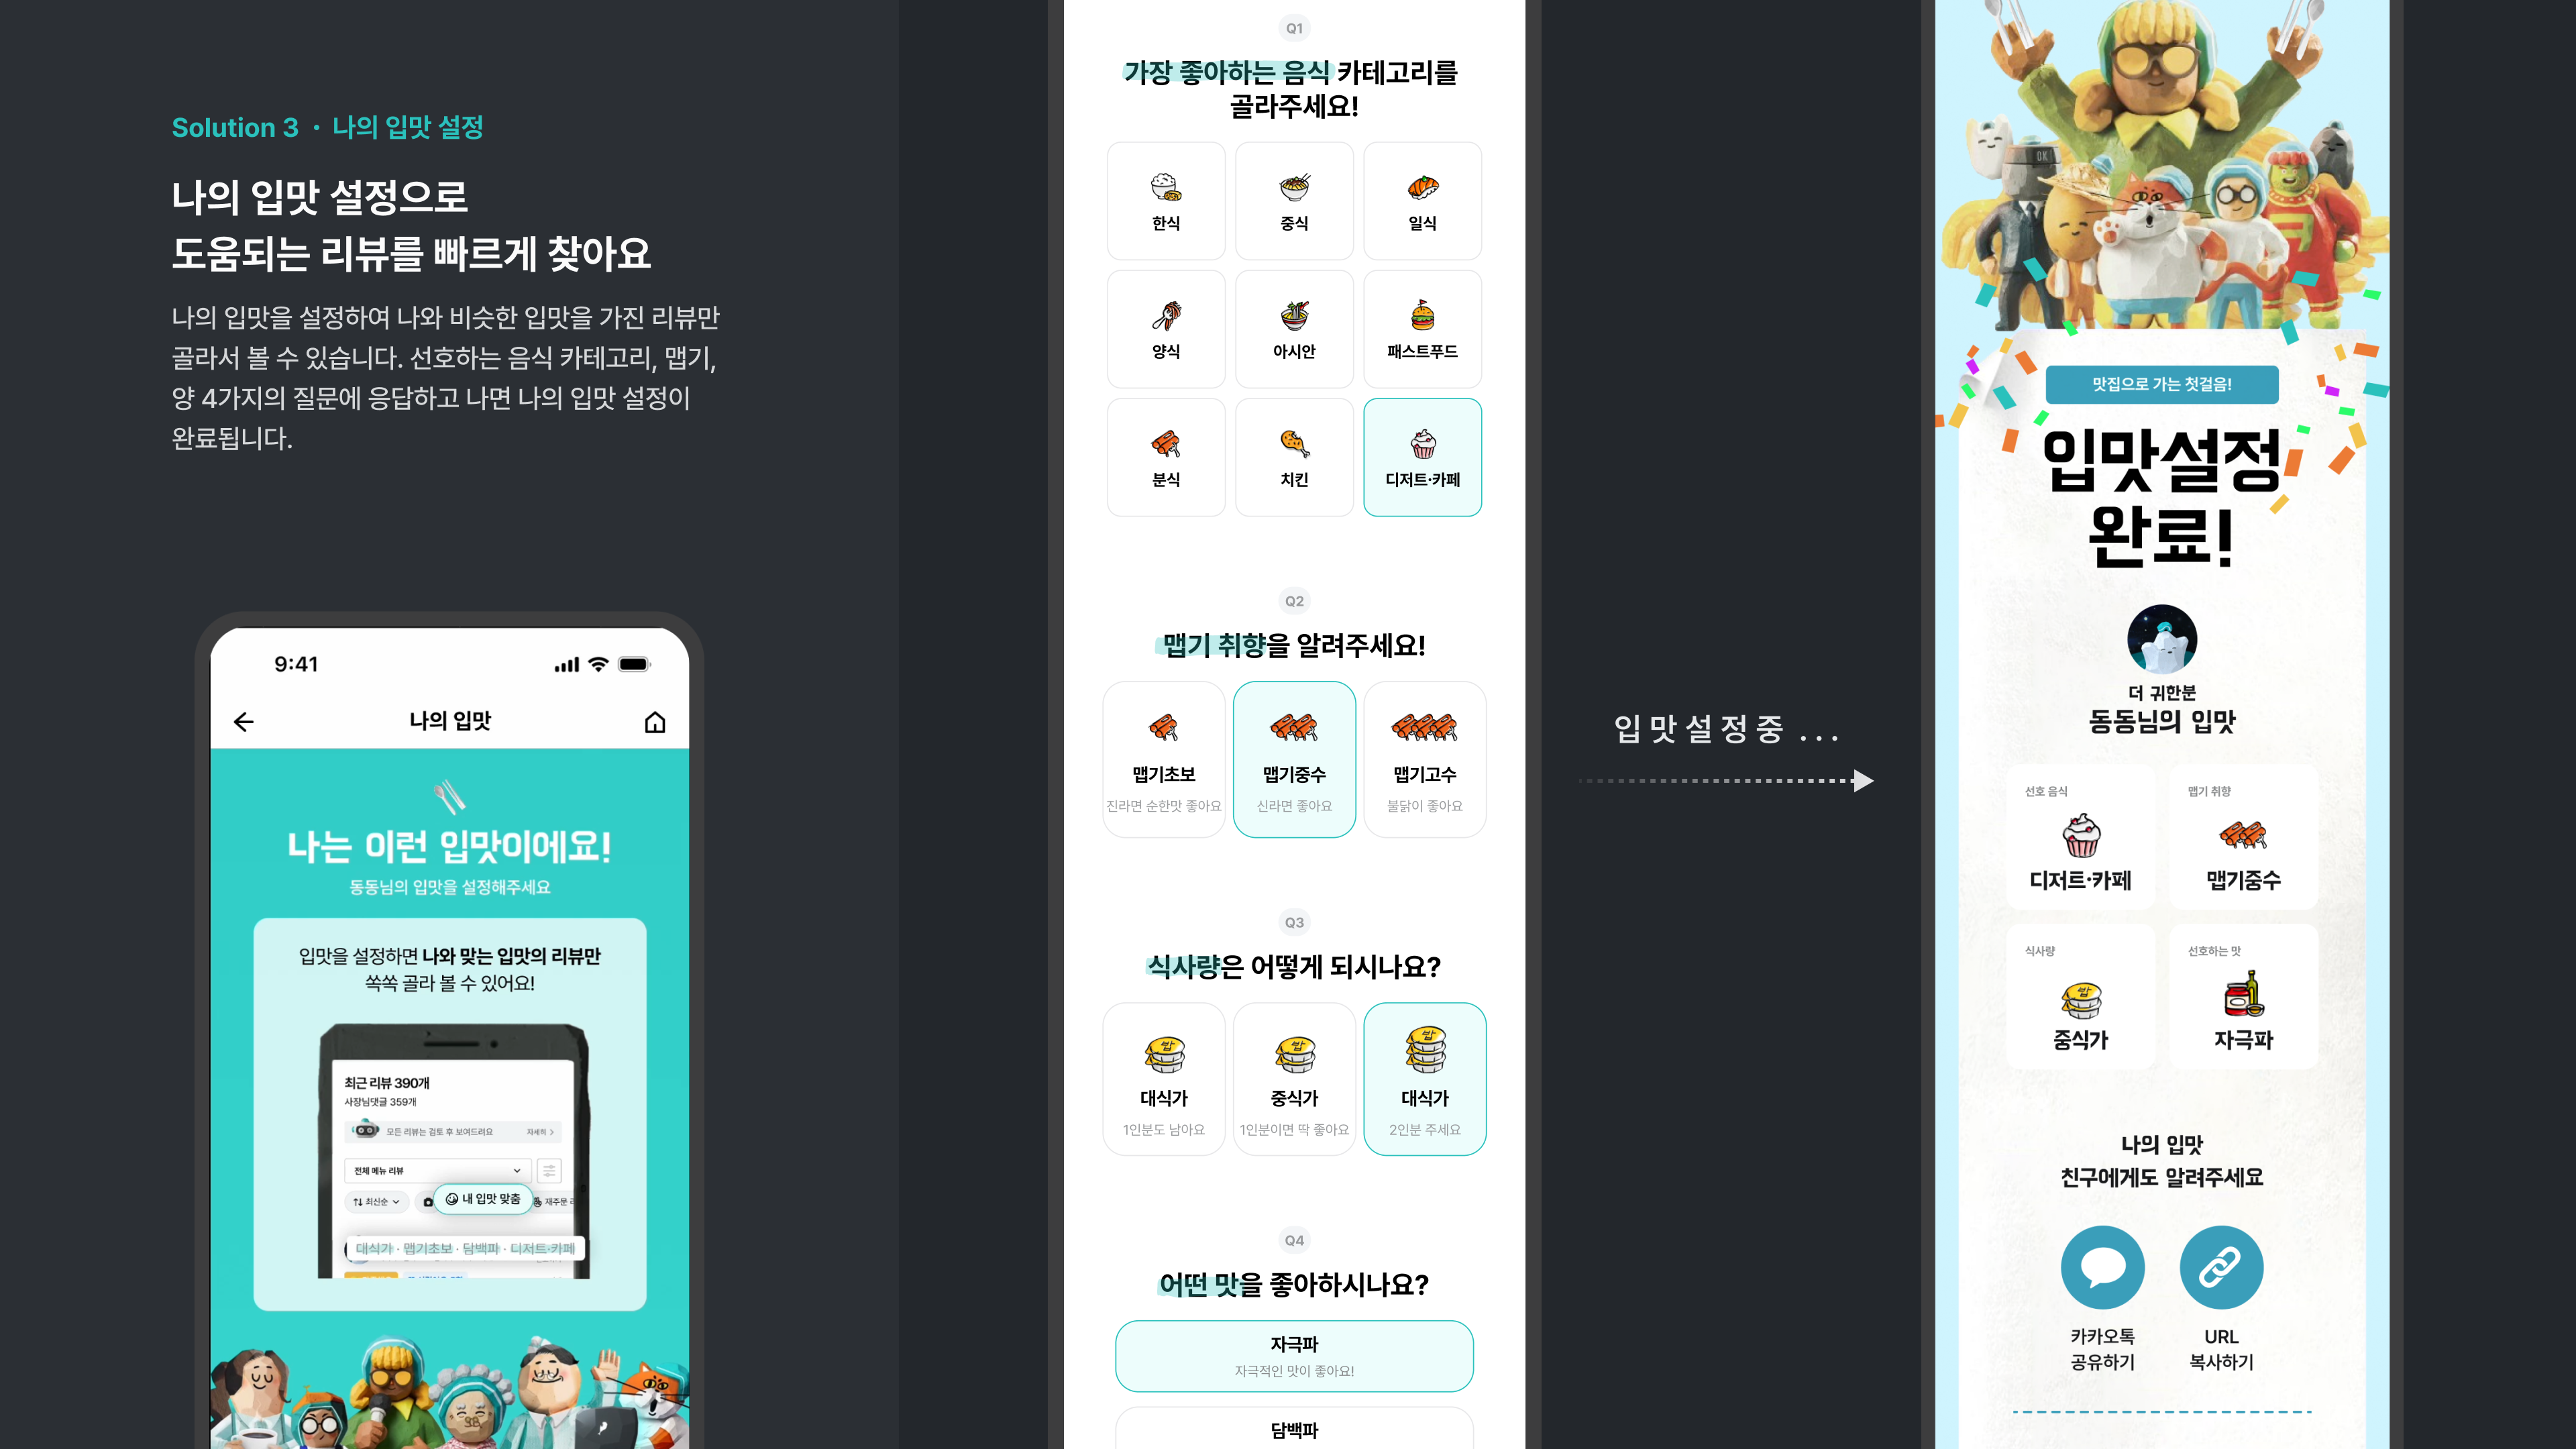 Solution 3 · 나의 입맛 설정
나의 입맛 설정으로
도움되는 리뷰를 빠르게 찾아요
나의 입맛을 설정하여 나와 비슷한 입맛을 가진 리뷰만
골라서 볼 수 있습니다. 선호하는 음식 카테고리, 맵기,
양 4가지의 질문에 응답하고 나면 나의 입맛 설정이
완료됩니다.
9:41
나의 입맛
나는 이런 입맛이에요!
동동님의 입맛을 설정해주세요
입맛을 설정하면 나와 맞는 입맛의 리뷰만
쏙쏙 골라 볼 수 있어요!
최근 리뷰 390개
사장님댓글 359개
모든 리뷰는 검토 후 보여드려요
자세히 >
전체 메뉴 리뷰
최신순
내 입맛 맞춤
재주문
대식가 · 맵기초보 · 담백파 · 디저트·카페
Q1
가장 좋아하는 음식 카테고리를
골라주세요!
한식
중식
일식
양식
아시안
패스트푸드
분식
치킨
디저트·카페
Q2
맵기 취향을 알려주세요!
맵기초보
진라면 순한맛 좋아요
맵기중수
신라면 좋아요
맵기고수
불닭이 좋아요
Q3
식사량은 어떻게 되시나요?
밥
대식가
1인분도 남아요
밥
중식가
1인분이면 딱 좋아요
밥
대식가
2인분 주세요
Q4
어떤 맛을 좋아하시나요?
자극파
자극적인 맛이 좋아요!
담백파
입맛설정중 ...
OK
맛집으로 가는 첫걸음!
입맛설정
완료!
더 귀한분
동동님의 입맛
선호 음식
디저트·카페
맵기 취향
맵기중수
식사량
밥
중식가
선호하는 맛
자극파
나의 입맛
친구에게도 알려주세요
카카오톡
공유하기
URL
복사하기